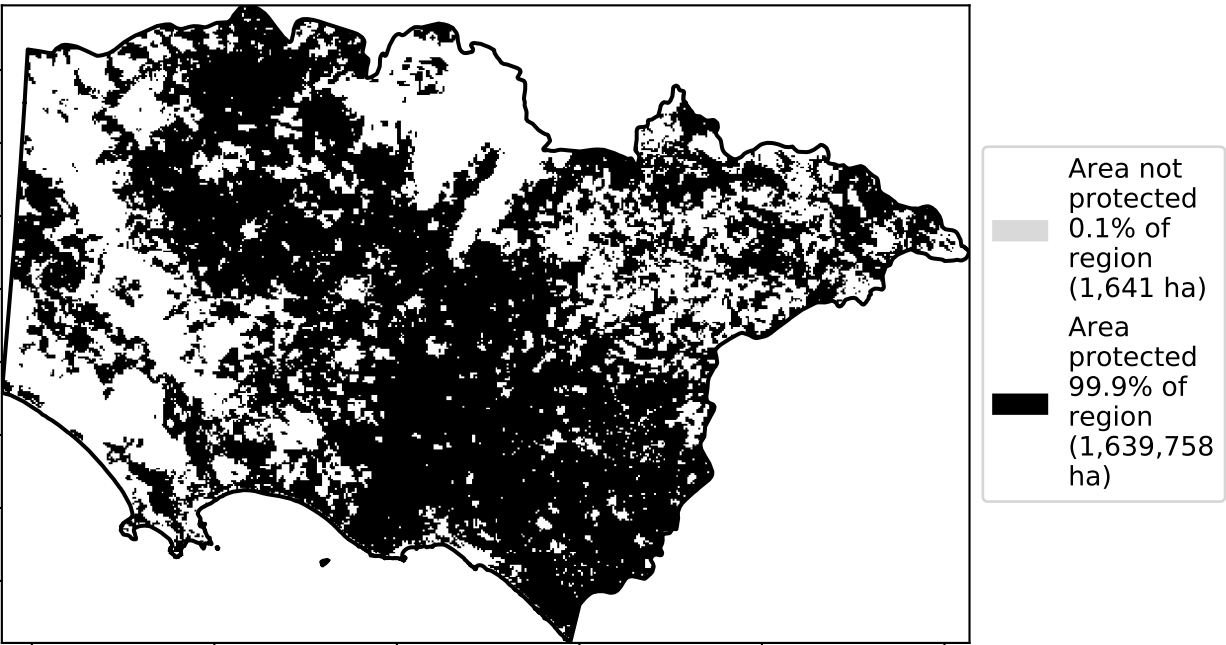 Area not
protected
0.1% of
region
(1,641 ha)
Area
protected
99.9% of
region
(1,639,758
ha)